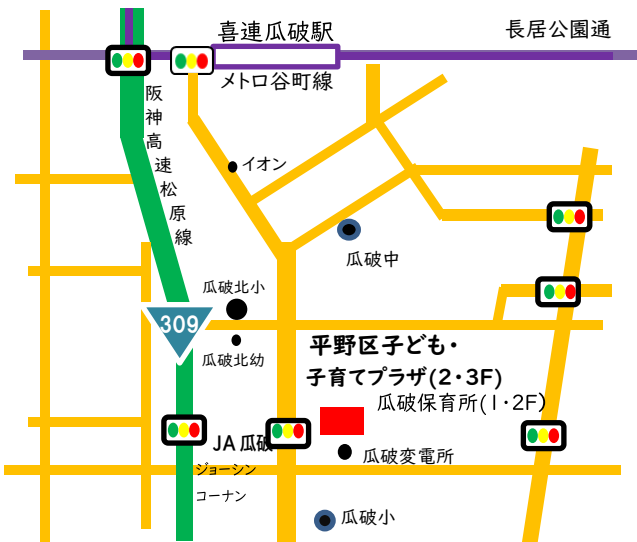 喜連瓜破駅
長居公園通
メトロ谷町線
阪神高速松原線
イオン
瓜破中
瓜破北小
309
瓜破北幼
平野区子ども・
子育てプラザ(2・3F)
瓜破保育所(1・2F)
JA瓜破
瓜破変電所
ジョーシン
コーナン
瓜破小